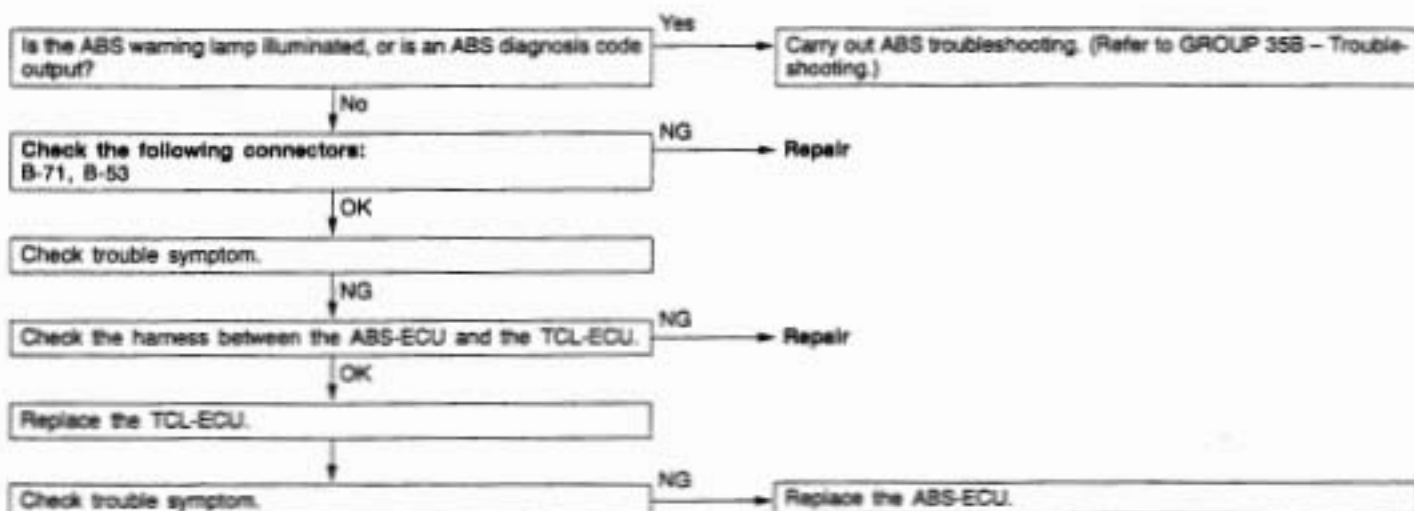 Yes
Is the ABS warning lamp illuminated, or is an ABS diagnosis code
output?
Carry out ABS troubleshooting. (Refer to GROUP 35B – Trouble-
shooting.)
No
NG
Check the following connectors:
B-71, B-53
Repair
OK
Check trouble symptom.
NG
Check the harness between the ABS-ECU and the TCL-ECU.
NG
Repair
OK
Replace the TCL-ECU.
NG
Check trouble symptom.
Replace the ABS-ECU.